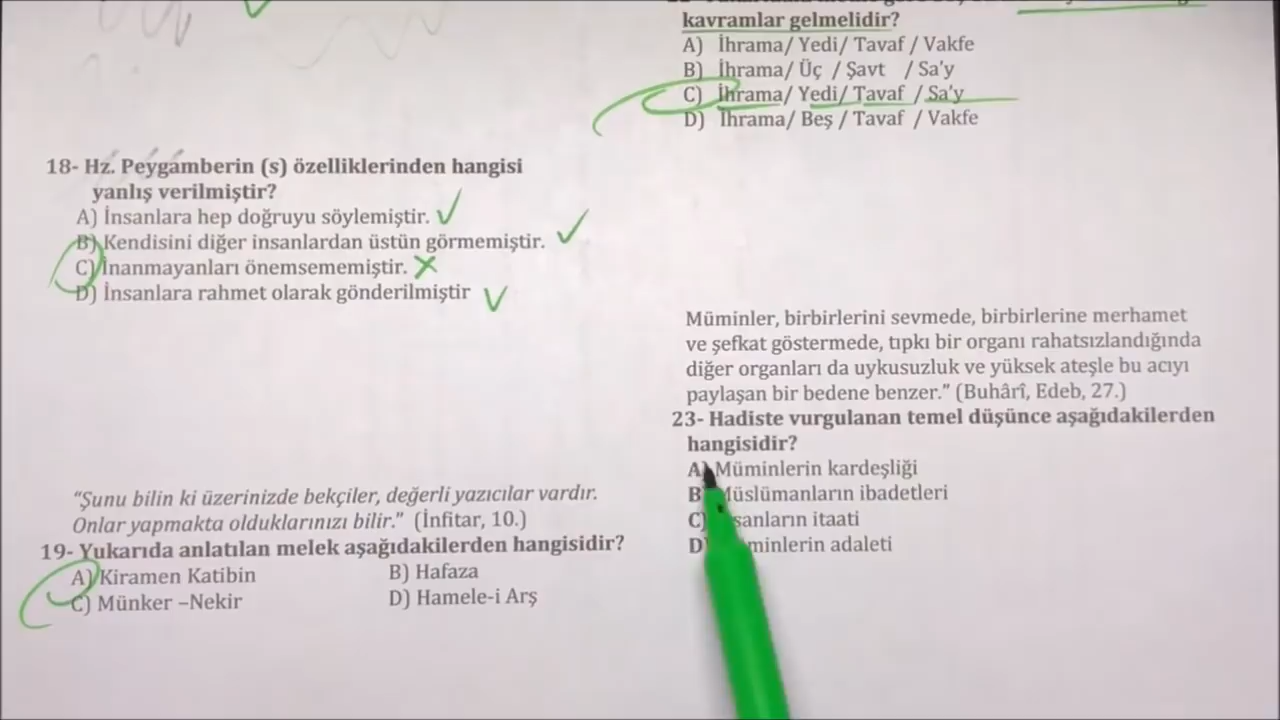 18- Hz. Peygamberin (s) özelliklerinden hangisi
yanlış verilmiştir?
A) İnsanlara hep doğruyu söylemiştir.
B) Kendisini diğer insanlardan üstün görmemiştir.
C) İnanmayanları önemsememiştir.
D) İnsanlara rahmet olarak gönderilmiştir
"Şunu bilin ki üzerinizde bekçiler, değerli yazıcılar vardır.
Onlar yapmakta olduklarınızı bilir." (İnfitar, 10.)
19- Yukarıda anlatılan melek aşağıdakilerden hangisidir?
A) Kiramen Katibin B) Hafaza
C) Münker –Nekir D) Hamele-i Arş
kavramlar gelmelidir?
A) İhrama/ Yedi/ Tavaf / Vakfe
B) İhrama/ Üç / Şavt / Sa'y
C) İhrama/ Yedi/ Tavaf / Sa'y
D) İhrama/ Beş / Tavaf / Vakfe
Müminler, birbirlerini sevmede, birbirlerine merhamet
ve şefkat göstermede, tıpkı bir organı rahatsızlandığında
diğer organları da uykusuzluk ve yüksek ateşle bu acıyı
paylaşan bir bedene benzer." (Buhârî, Edeb, 27.)
23- Hadiste vurgulanan temel düşünce aşağıdakilerden
hangisidir?
A) Müminlerin kardeşliği
B) Müslümanların ibadetleri
C) itaati
D) adaleti